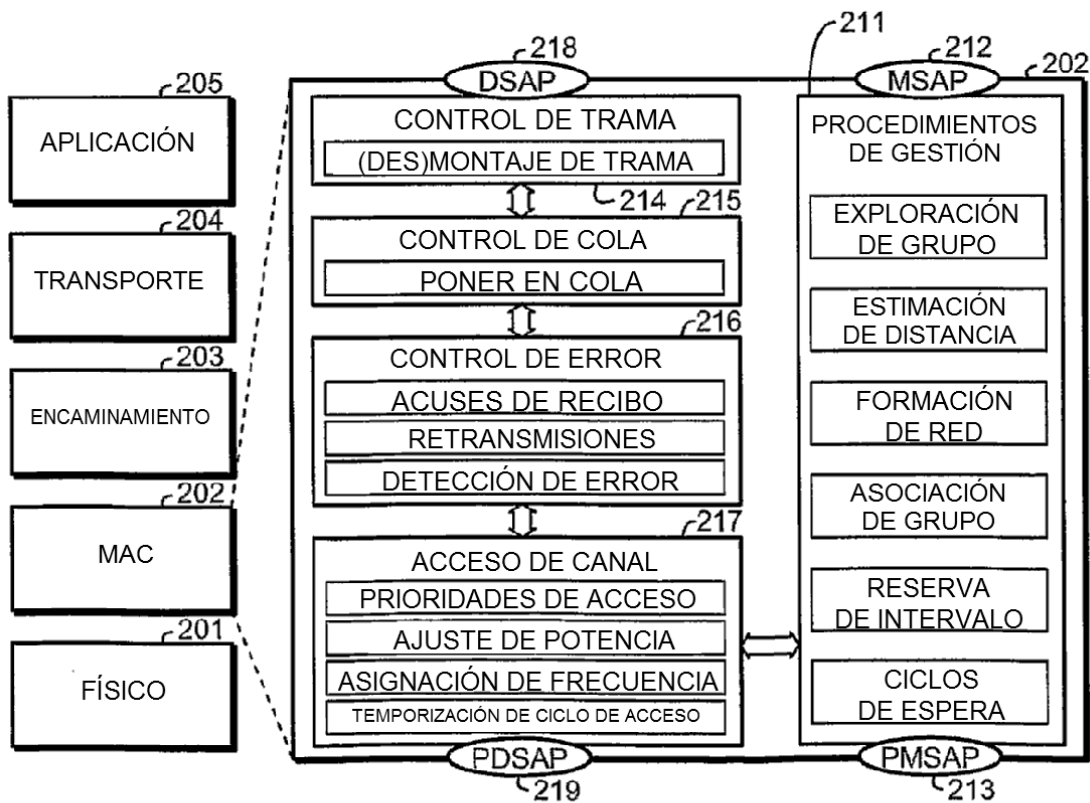 205
APLICACIÓN
204
TRANSPORTE
203
ENCAMINAMIENTO
202
MAC
201
FÍSICO
218
DSAP
CONTROL DE TRAMA
(DES)MONTAJE DE TRAMA
214
215
CONTROL DE COLA
PONER EN COLA
216
CONTROL DE ERROR
ACUSES DE RECIBO
RETRANSMISIONES
DETECCIÓN DE ERROR
217
ACCESO DE CANAL
PRIORIDADES DE ACCESO
AJUSTE DE POTENCIA
ASIGNACIÓN DE FRECUENCIA
TEMPORIZACIÓN DE CICLO DE ACCESO
PDSAP
219
211
212
202
MSAP
PROCEDIMIENTOS
DE GESTIÓN
EXPLORACIÓN
DE GRUPO
ESTIMACIÓN
DE DISTANCIA
FORMACIÓN
DE RED
ASOCIACIÓN
DE GRUPO
RESERVA
DE INTERVALO
CICLOS
DE ESPERA
PMSAP
213